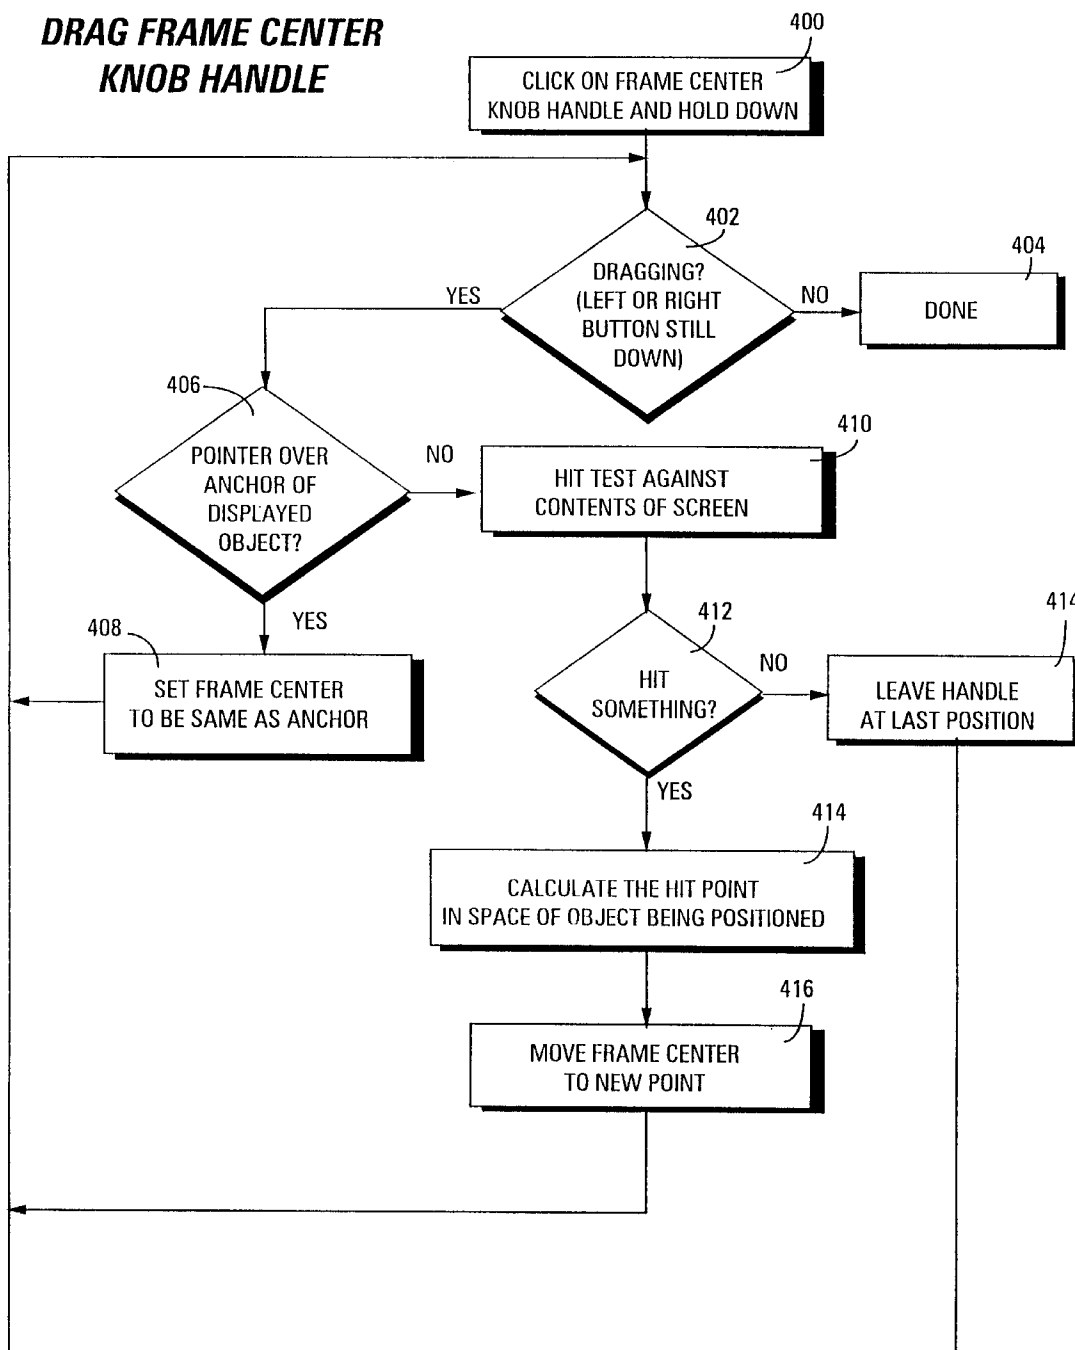 DRAG FRAME CENTER
KNOB HANDLE
400
CLICK ON FRAME CENTER
KNOB HANDLE AND HOLD DOWN
402
DRAGGING?
(LEFT OR RIGHT
BUTTON STILL
DOWN)
YES
NO
404
DONE
406
POINTER OVER
ANCHOR OF
DISPLAYED
OBJECT?
NO
410
HIT TEST AGAINST
CONTENTS OF SCREEN
YES
408
SET FRAME CENTER
TO BE SAME AS ANCHOR
412
HIT
SOMETHING?
NO
414
LEAVE HANDLE
AT LAST POSITION
YES
414
CALCULATE THE HIT POINT
IN SPACE OF OBJECT BEING POSITIONED
416
MOVE FRAME CENTER
TO NEW POINT